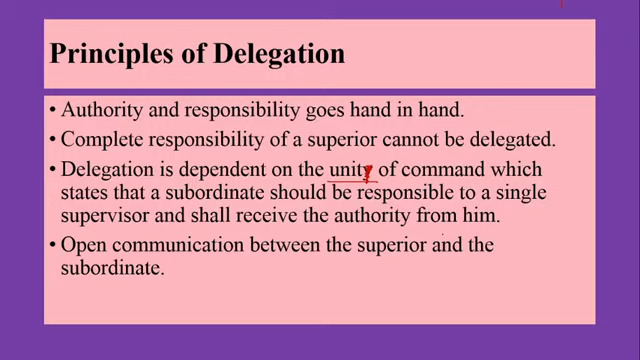 Principles of Delegation
• Authority and responsibility goes hand in hand.
• Complete responsibility of a superior cannot be delegated.
• Delegation is dependent on the unity of command which
states that a subordinate should be responsible to a single
supervisor and shall receive the authority from him.
• Open communication between the superior and the
subordinate.